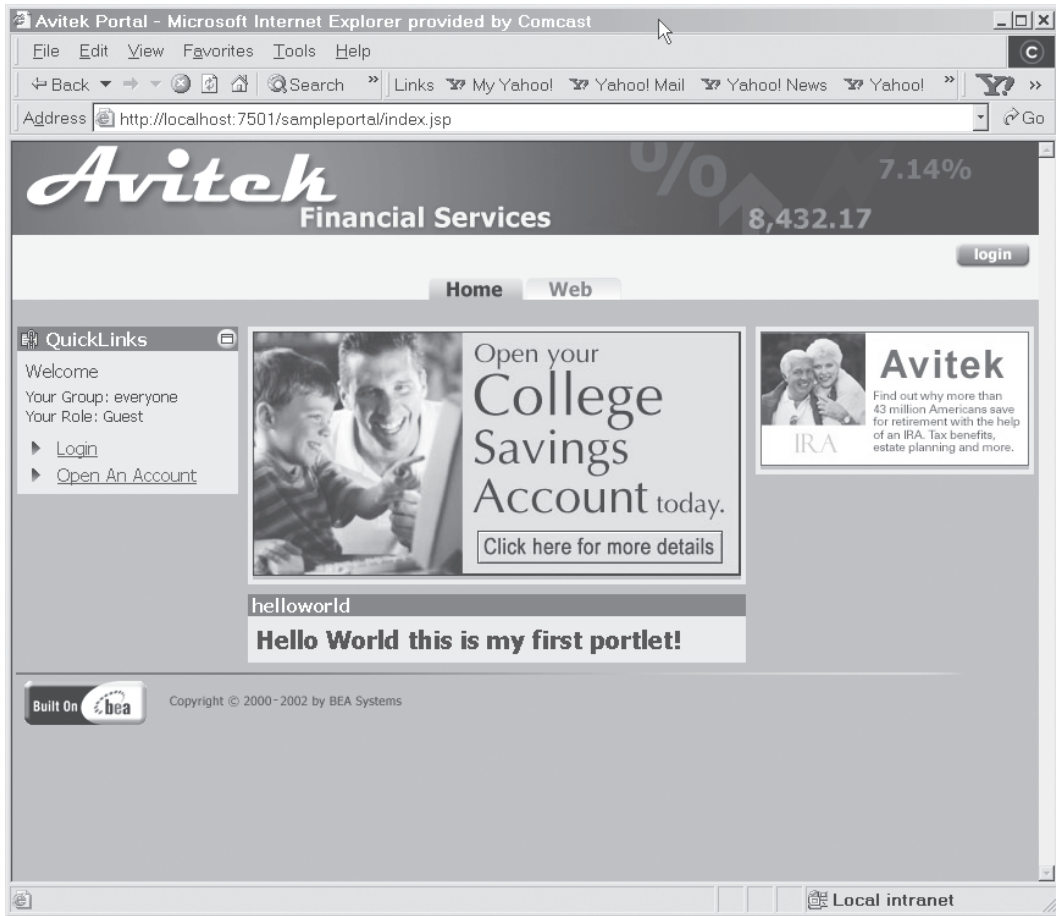 Avitek Portal - Microsoft Internet Explorer provided by Comcast
File Edit View Favorites Tools Help
Back Search » Links My Yahoo! Yahoo! Mail Yahoo! News Yahoo! » Y! »
Address http://localhost:7501/sampleportal/index.jsp Go
Avitek
Financial Services
%
7.14%
8,432.17
login
Home Web
QuickLinks
Welcome
Your Group: everyone
Your Role: Guest
Login
Open An Account
Open your
College
Savings
Account today.
Click here for more details
Avitek
Find out why more than
43 million Americans save
for retirement with the help
of an IRA. Tax benefits,
estate planning and more.
IRA
helloworld
Hello World this is my first portlet!
Built On bea
Copyright © 2000-2002 by BEA Systems
Local intranet